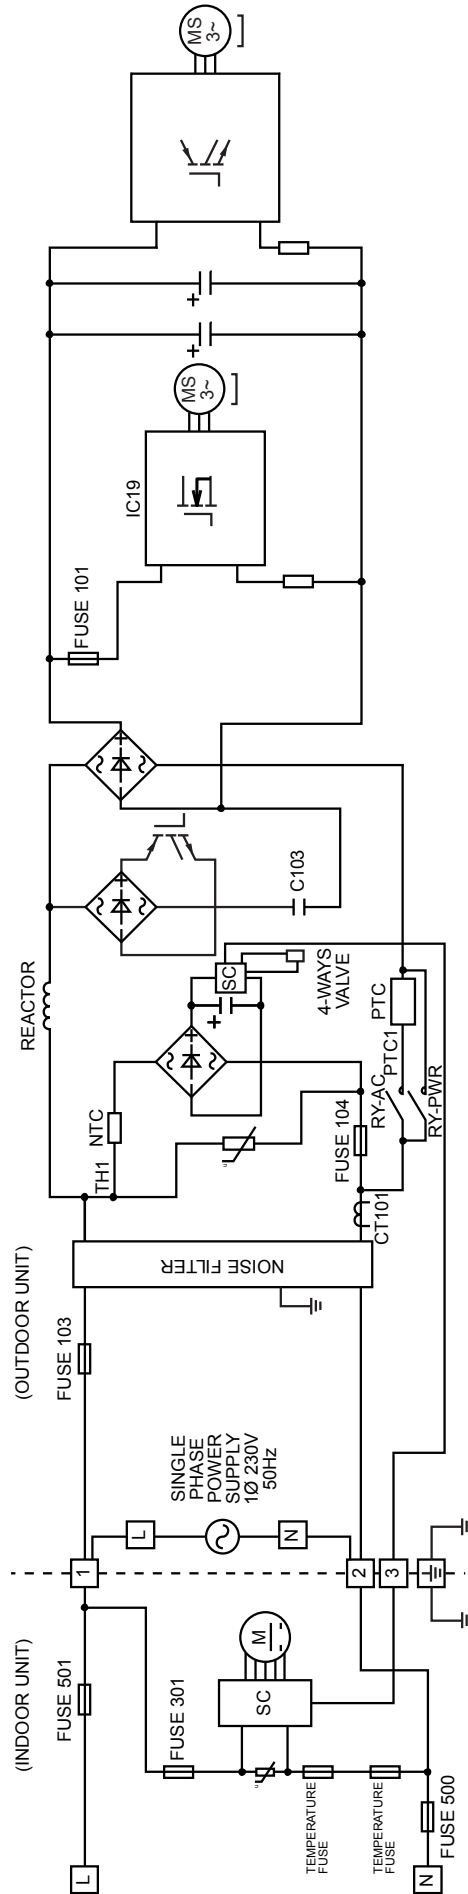 (INDOOR UNIT)
(OUTDOOR UNIT)
L
FUSE 501
1
FUSE 103
FUSE 301
M
SC
TEMPERATURE
FUSE
TEMPERATURE
FUSE
N
FUSE 500
2
3
L
N
SINGLE
PHASE
POWER
SUPPLY
1Ø 230V
50Hz
NOISE FILTER
CT101
TH1
NTC
REACTOR
FUSE 104
SC
+
4-WAYS
VALVE
RY-AC
RY-PWR
PTC1
PTC
C103
+
+
+
FUSE 101
IC19
MS
3~
+
+
MS
3~